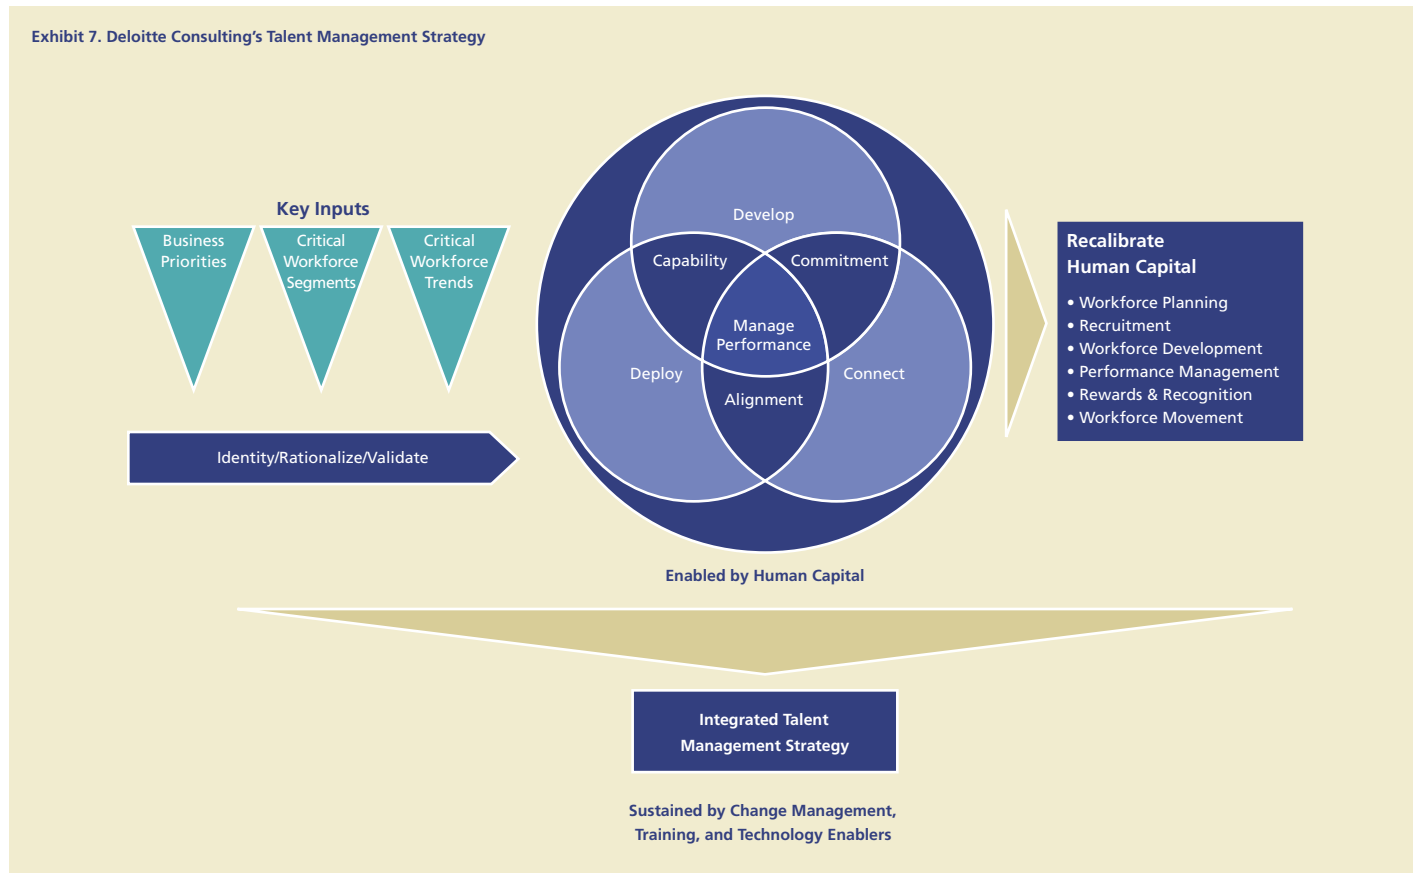 Exhibit 7. Deloitte Consulting's Talent Management Strategy
Key Inputs
Business
Priorities
Critical
Workforce
Segments
Critical
Workforce
Trends
Identity/Rationalize/Validate
Develop
Capability
Commitment
Manage
Performance
Deploy
Connect
Alignment
Enabled by Human Capital
Recalibrate
Human Capital
• Workforce Planning
• Recruitment
• Workforce Development
• Performance Management
• Rewards & Recognition
• Workforce Movement
Integrated Talent
Management Strategy
Sustained by Change Management,
Training, and Technology Enablers